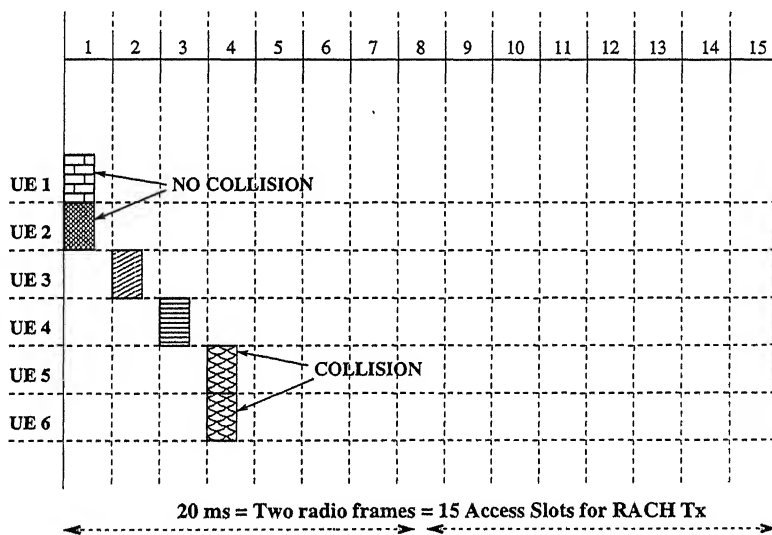 1 2 3 4 5 6 7 8 9 10 11 12 13 14 15
UE 1
NO COLLISION
UE 2
UE 3
UE 4
UE 5
COLLISION
UE 6
20 ms = Two radio frames = 15 Access Slots for RACH Tx